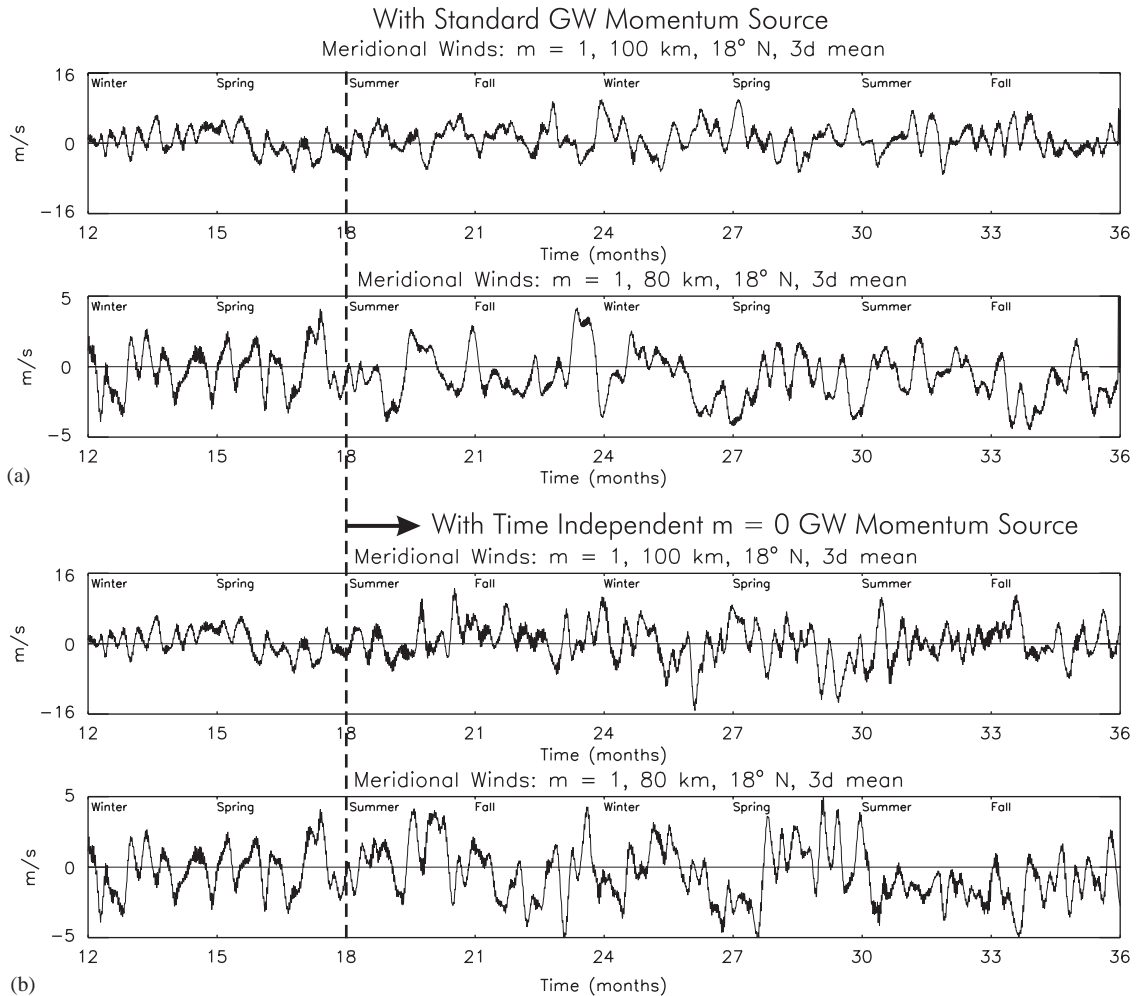 With Standard GW Momentum Source
Meridional Winds: m = 1, 100 km, 18° N, 3d mean
16
0
-16
m/s
Winter Spring Summer Fall Winter Spring Summer Fall
12 15 18 21 24 27 30 33 36
Time (months)
Meridional Winds: m = 1, 80 km, 18° N, 3d mean
5
0
-5
m/s
Winter Spring Summer Fall Winter Spring Summer Fall
12 15 18 21 24 27 30 33 36
Time (months)
(a)
With Time Independent m = 0 GW Momentum Source
Meridional Winds: m = 1, 100 km, 18° N, 3d mean
16
0
-16
m/s
Winter Spring Summer Fall Winter Spring Summer Fall
12 15 18 21 24 27 30 33 36
Time (months)
Meridional Winds: m = 1, 80 km, 18° N, 3d mean
5
0
-5
m/s
Winter Spring Summer Fall Winter Spring Summer Fall
12 15 18 21 24 27 30 33 36
Time (months)
(b)